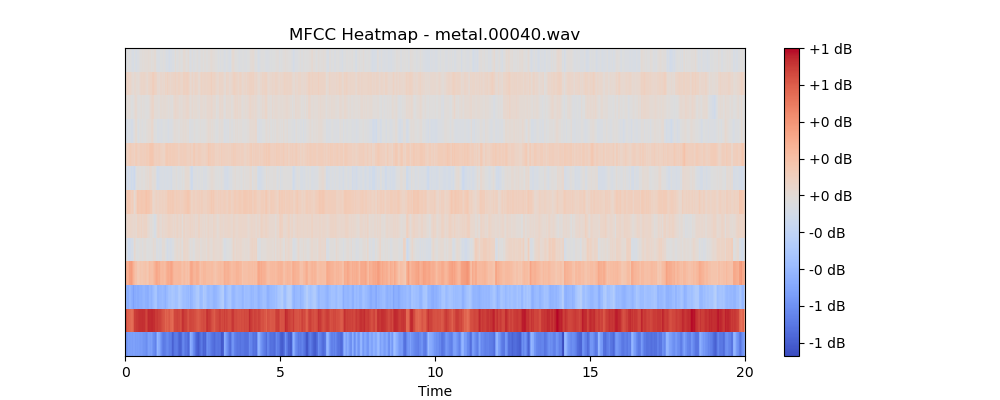 MFCC Heatmap - metal.00040.wav
+1 dB
+1 dB
+0 dB
+0 dB
+0 dB
-0 dB
-0 dB
-1 dB
-1 dB
0 5 10 15 20
Time